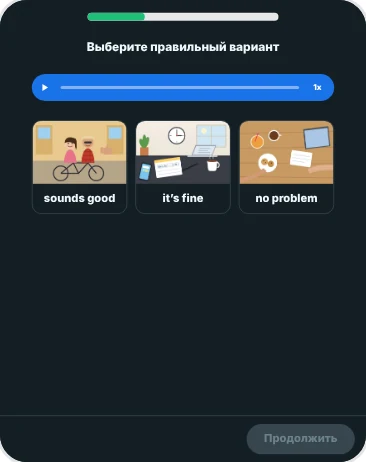 Выберите правильный вариант
1x
sounds good
it's fine
no problem
Продолжить